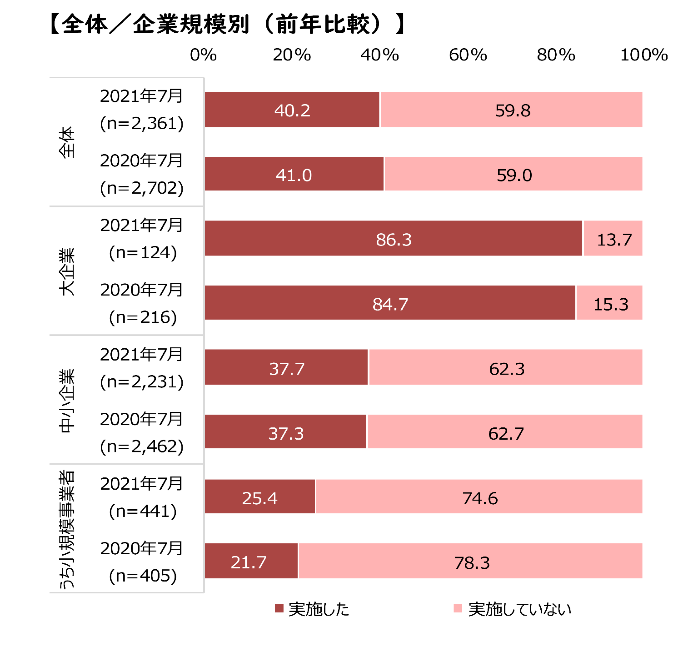 【全体／企業規模別（前年比較）】
0% 20% 40% 60% 80% 100%
全体
2021年7月
(n=2,361)
40.2 59.8
2020年7月
(n=2,702)
41.0 59.0
大企業
2021年7月
(n=124)
86.3 13.7
2020年7月
(n=216)
84.7 15.3
中小企業
2021年7月
(n=2,231)
37.7 62.3
2020年7月
(n=2,462)
37.3 62.7
うち小規模事業者
2021年7月
(n=441)
25.4 74.6
2020年7月
(n=405)
21.7 78.3
実施した 実施していない